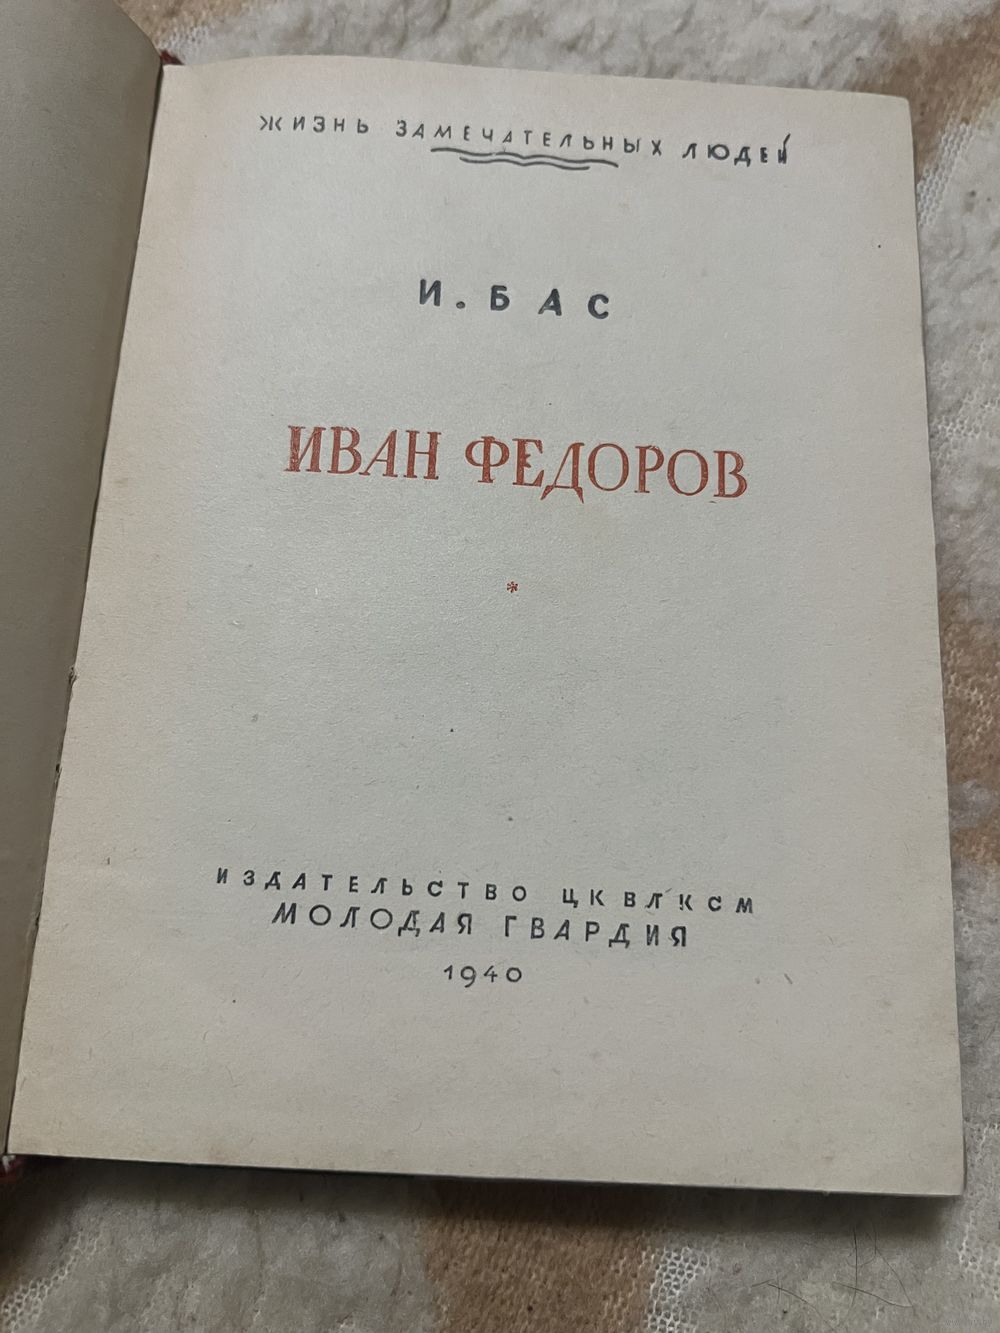 ЖИЗНЬ ЗАМЕЧАТЕЛЬНЫХ ЛЮДЕЙ
И. БАС
ИВАН ФЕДОРОВ
*
ИЗДАТЕЛЬСТВО ЦК ВЛКСМ
МОЛОДАЯ ГВАРДИЯ
1940